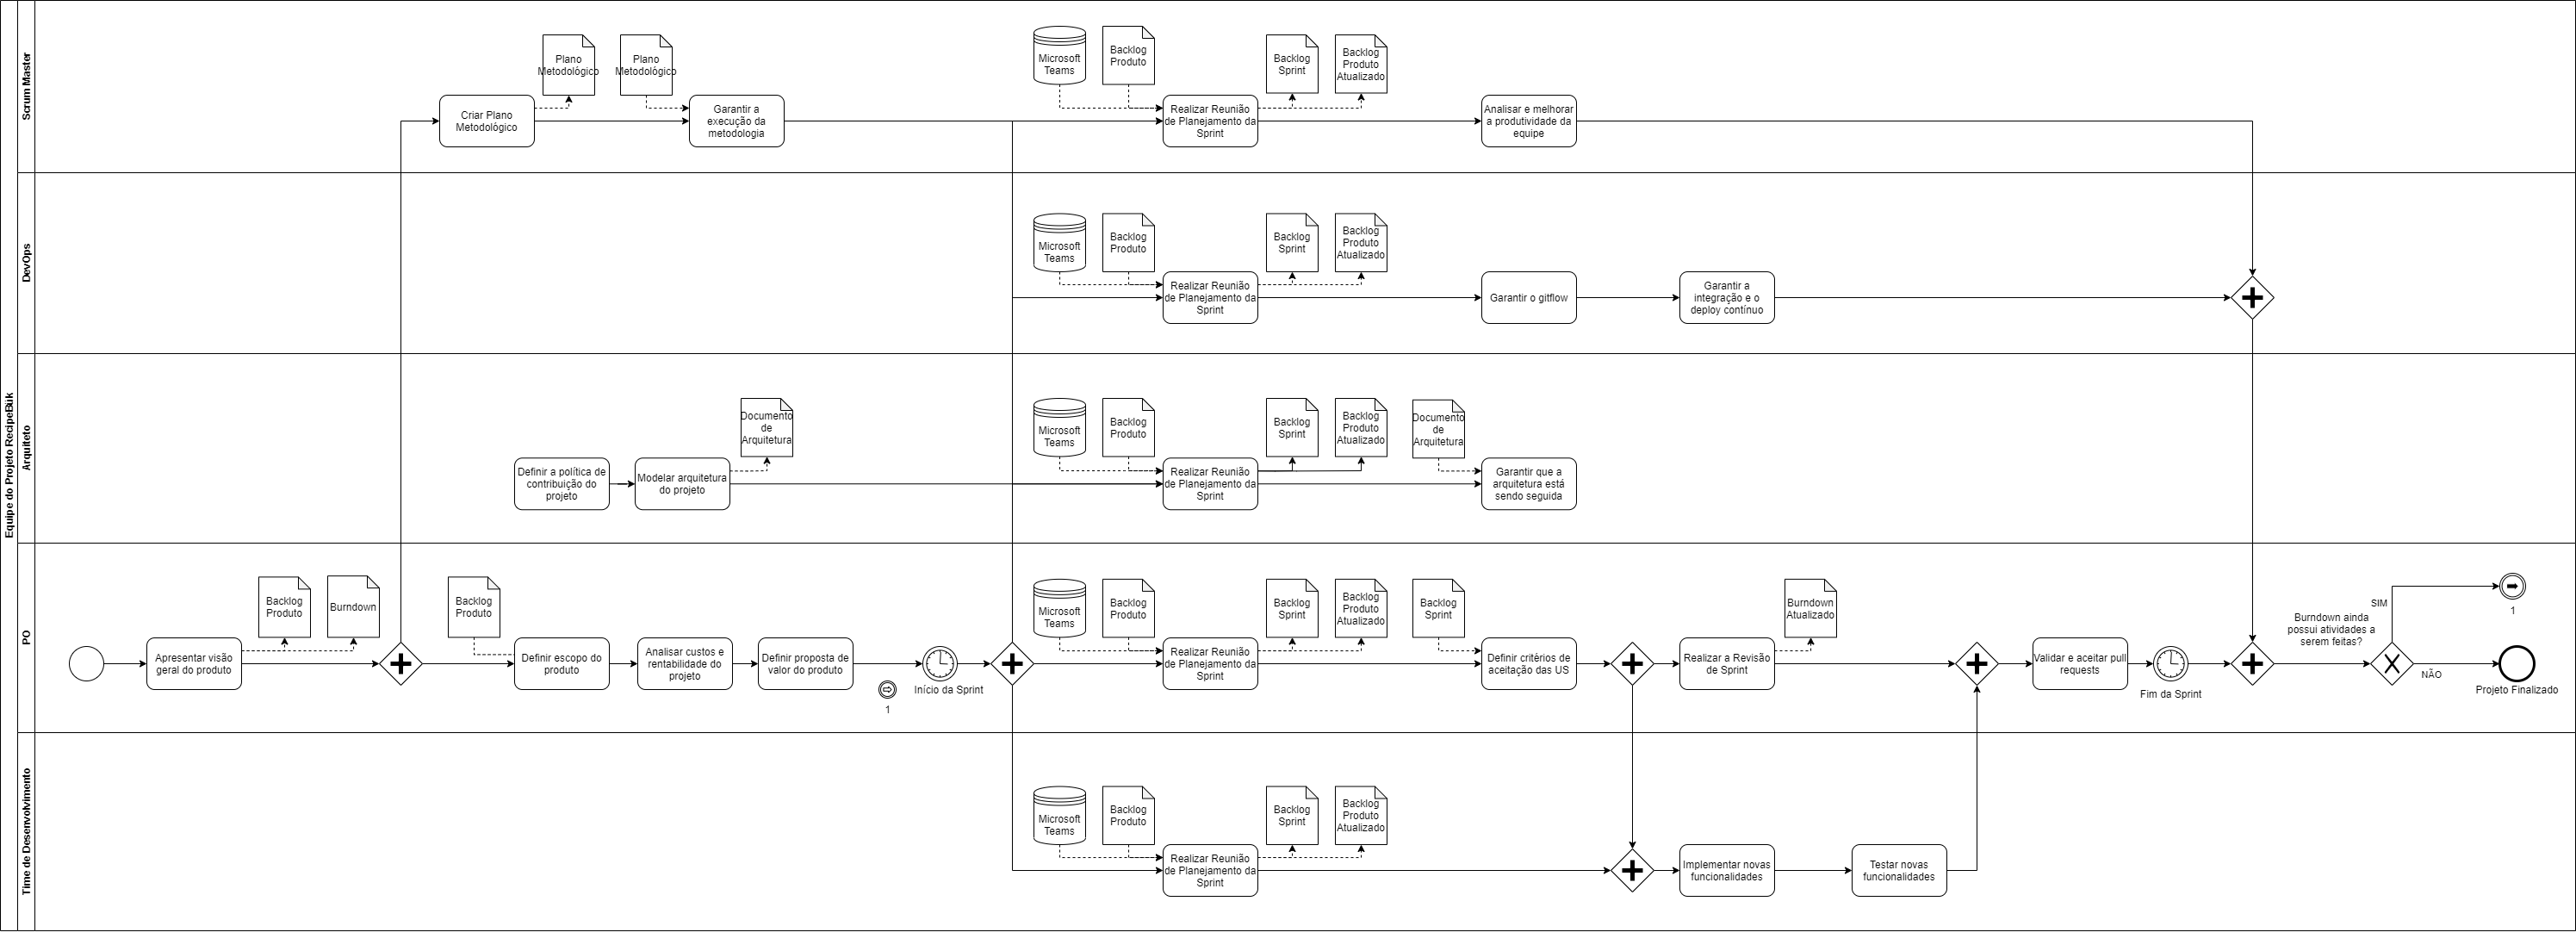 Equipe do Projeto RecipeBük
Scrum Master
Plano
Metodológico
Plano
Metodológico
Criar Plano
Metodológico
Garantir a
execução da
metodologia
Microsoft
Teams
Backlog
Produto
Backlog
Sprint
Backlog
Produto
Atualizado
Realizar Reunião
de Planejamento da
Sprint
Analisar e melhorar
a produtividade da
equipe
DevOps
Microsoft
Teams
Backlog
Produto
Backlog
Sprint
Backlog
Produto
Atualizado
Realizar Reunião
de Planejamento da
Sprint
Garantir o gitflow
Garantir a
integração e o
deploy contínuo
Arquiteto
Documento
de
Arquitetura
Definir a política de
contribuição do
projeto
Modelar arquitetura
do projeto
Microsoft
Teams
Backlog
Produto
Backlog
Sprint
Backlog
Produto
Atualizado
Documento
de
Arquitetura
Realizar Reunião
de Planejamento da
Sprint
Garantir que a
arquitetura está
sendo seguida
PO
Backlog
Produto
Burndown
Backlog
Produto
Apresentar visão
geral do produto
Definir escopo do
produto
Analisar custos e
rentabilidade do
projeto
Definir proposta de
valor do produto
1
Início da Sprint
Microsoft
Teams
Backlog
Produto
Backlog
Sprint
Backlog
Produto
Atualizado
Backlog
Sprint
Realizar Reunião
de Planejamento da
Sprint
Definir critérios de
aceitação das US
Burndown
Atualizado
Realizar a Revisão
de Sprint
Validar e aceitar pull
requests
Fim da Sprint
Burndown ainda
possui atividades a
serem feitas?
SIM
1
NÃO
Projeto Finalizado
Time de Desenvolvimento
Microsoft
Teams
Backlog
Produto
Backlog
Sprint
Backlog
Produto
Atualizado
Realizar Reunião
de Planejamento da
Sprint
Implementar novas
funcionalidades
Testar novas
funcionalidades